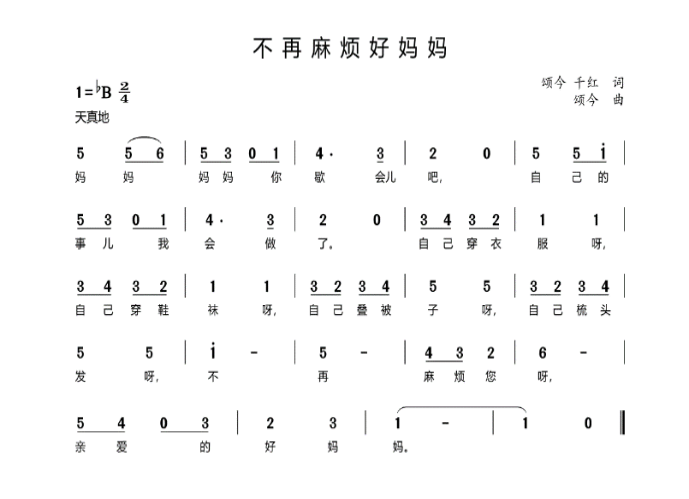 不再麻烦好妈妈
颂今 千红 词
1=♭B 2/4
颂今 曲
天真地
5 5 6 | 5 3 0 1 | 4· 3 | 2 0 | 5 5 i |
妈 妈 妈 妈 你 歇 会儿 吧, 自 己 的
5 3 0 1 | 4· 3 | 2 0 | 3 4 3 2 | 1 1 |
事 儿 我 会 做 了。 自 己 穿 衣 服 呀,
3 4 3 2 | 1 1 | 3 2 3 4 | 5 5 | 3 2 3 4 |
自 己 穿 鞋 袜 呀, 自 己 叠 被 子 呀, 自 己 梳 头
5 5 | i - | 5 - | 4 3 2 | 6 - |
发 呀, 不 再 麻 烦 您 呀,
5 4 0 3 | 2 3 | 1 - | 1 0 ‖
亲 爱 的 好 妈 妈。